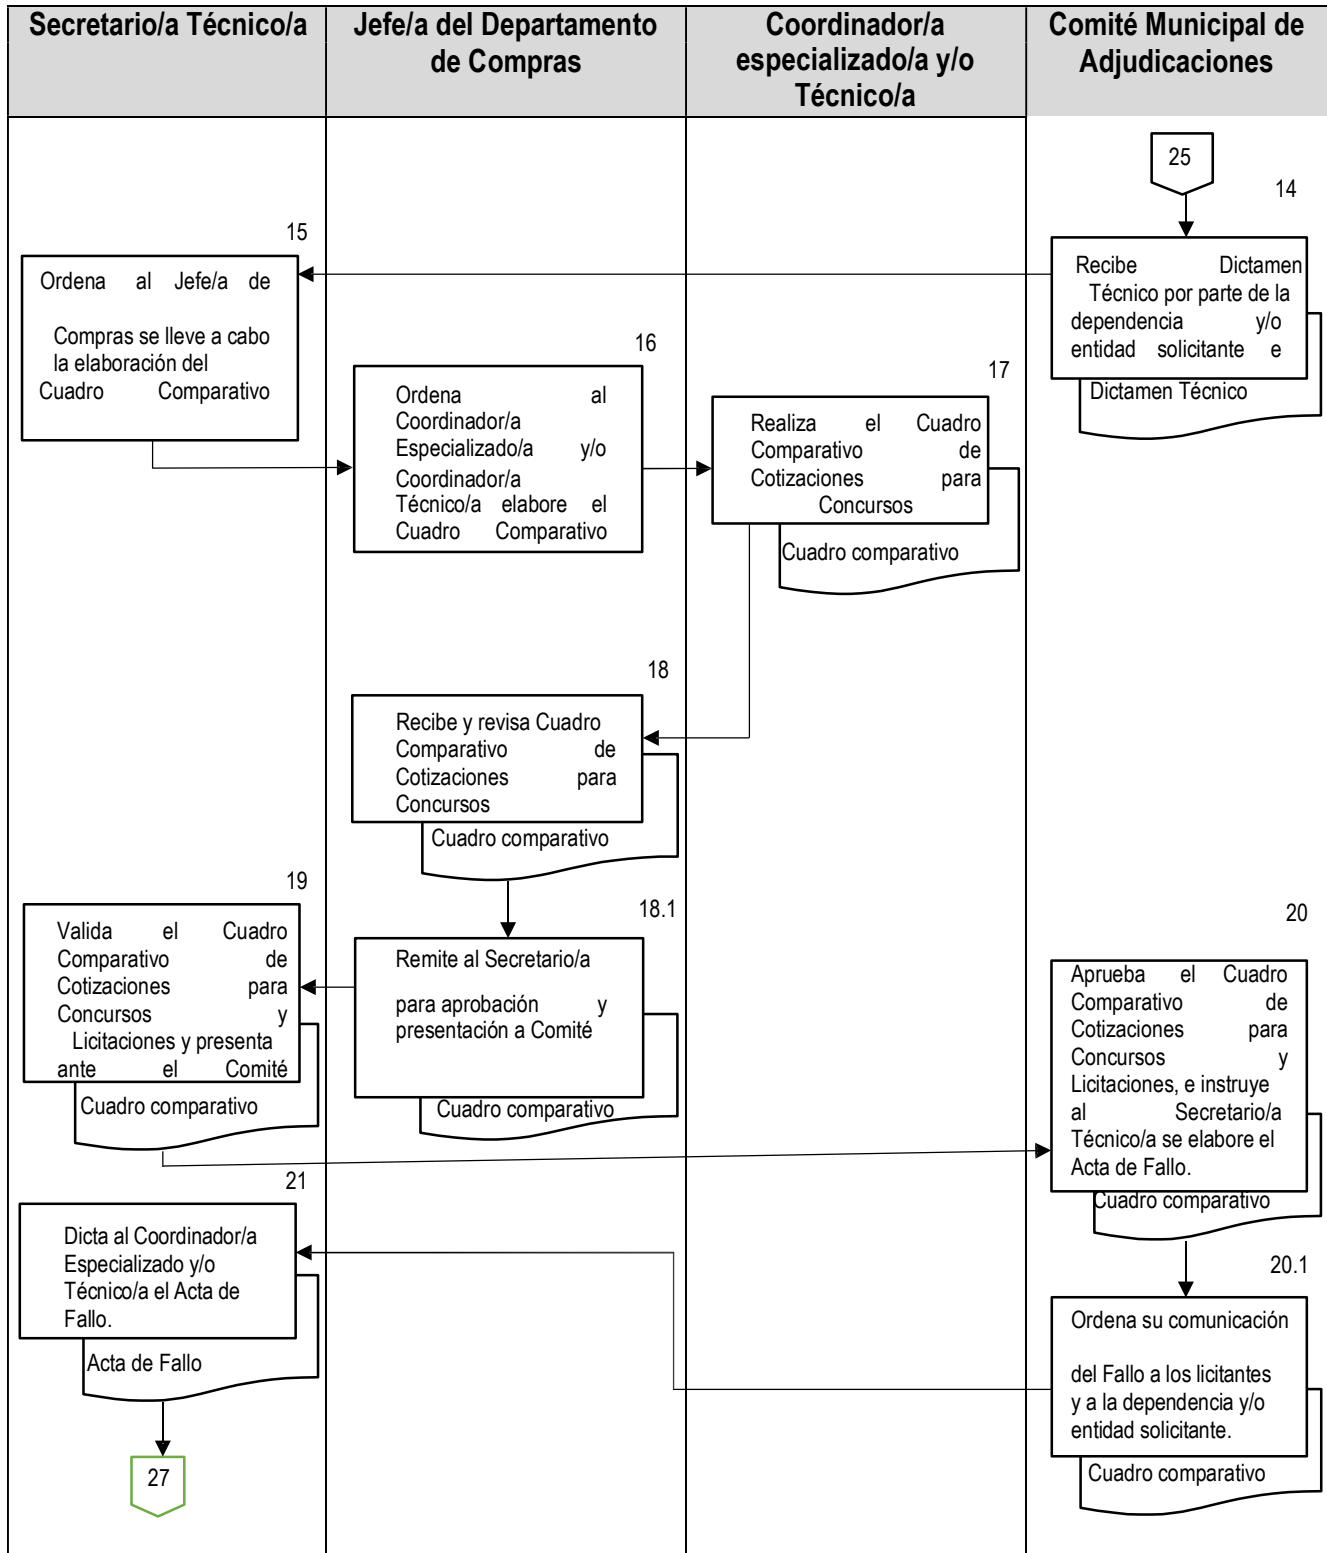 Secretario/a Técnico/a
Jefe/a del Departamento
de Compras
Coordinador/a
especializado/a y/o
Técnico/a
Comité Municipal de
Adjudicaciones
25
14
Recibe Dictamen
Técnico por parte de la
dependencia y/o
entidad solicitante e
Dictamen Técnico
15
Ordena al Jefe/a de
Compras se lleve a cabo
la elaboración del
Cuadro Comparativo
16
Ordena al
Coordinador/a
Especializado/a y/o
Coordinador/a
Técnico/a elabore el
Cuadro Comparativo
17
Realiza el Cuadro
Comparativo de
Cotizaciones para
Concursos
Cuadro comparativo
18
Recibe y revisa Cuadro
Comparativo de
Cotizaciones para
Concursos
Cuadro comparativo
18.1
Remite al Secretario/a
para aprobación y
presentación a Comité
Cuadro comparativo
19
Valida el Cuadro
Comparativo de
Cotizaciones para
Concursos y
Licitaciones y presenta
ante el Comité
Cuadro comparativo
20
Aprueba el Cuadro
Comparativo de
Cotizaciones para
Concursos y
Licitaciones, e instruye
al Secretario/a
Técnico/a se elabore el
Acta de Fallo.
Cuadro comparativo
20.1
Ordena su comunicación
del Fallo a los licitantes
y a la dependencia y/o
entidad solicitante.
Cuadro comparativo
21
Dicta al Coordinador/a
Especializado y/o
Técnico/a el Acta de
Fallo.
Acta de Fallo
27